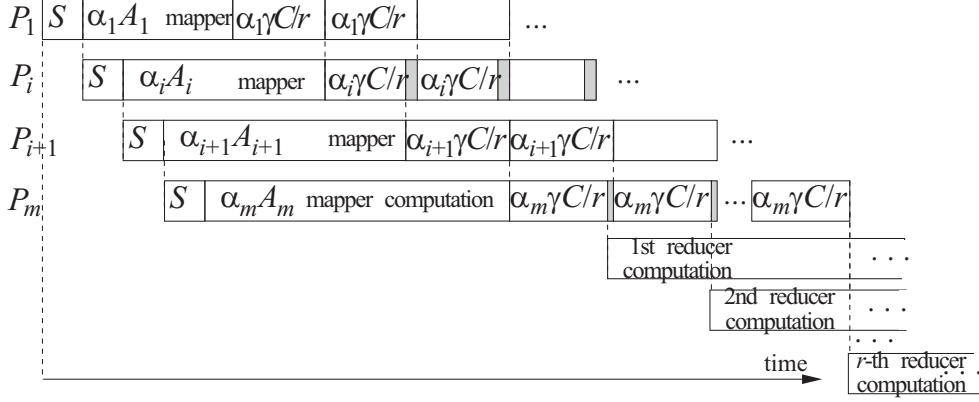 P₁ S α₁A₁ mapper α₁γC/r α₁γC/r ...
Pᵢ S αᵢAᵢ mapper αᵢγC/r αᵢγC/r ...
Pᵢ₊₁ S αᵢ₊₁Aᵢ₊₁ mapper αᵢ₊₁γC/r αᵢ₊₁γC/r ...
Pₘ S αₘAₘ mapper computation αₘγC/r αₘγC/r ... αₘγC/r
1st reducer
computation . . .
2nd reducer
computation . . .
. . .
time
r-th reducer
computation . . .